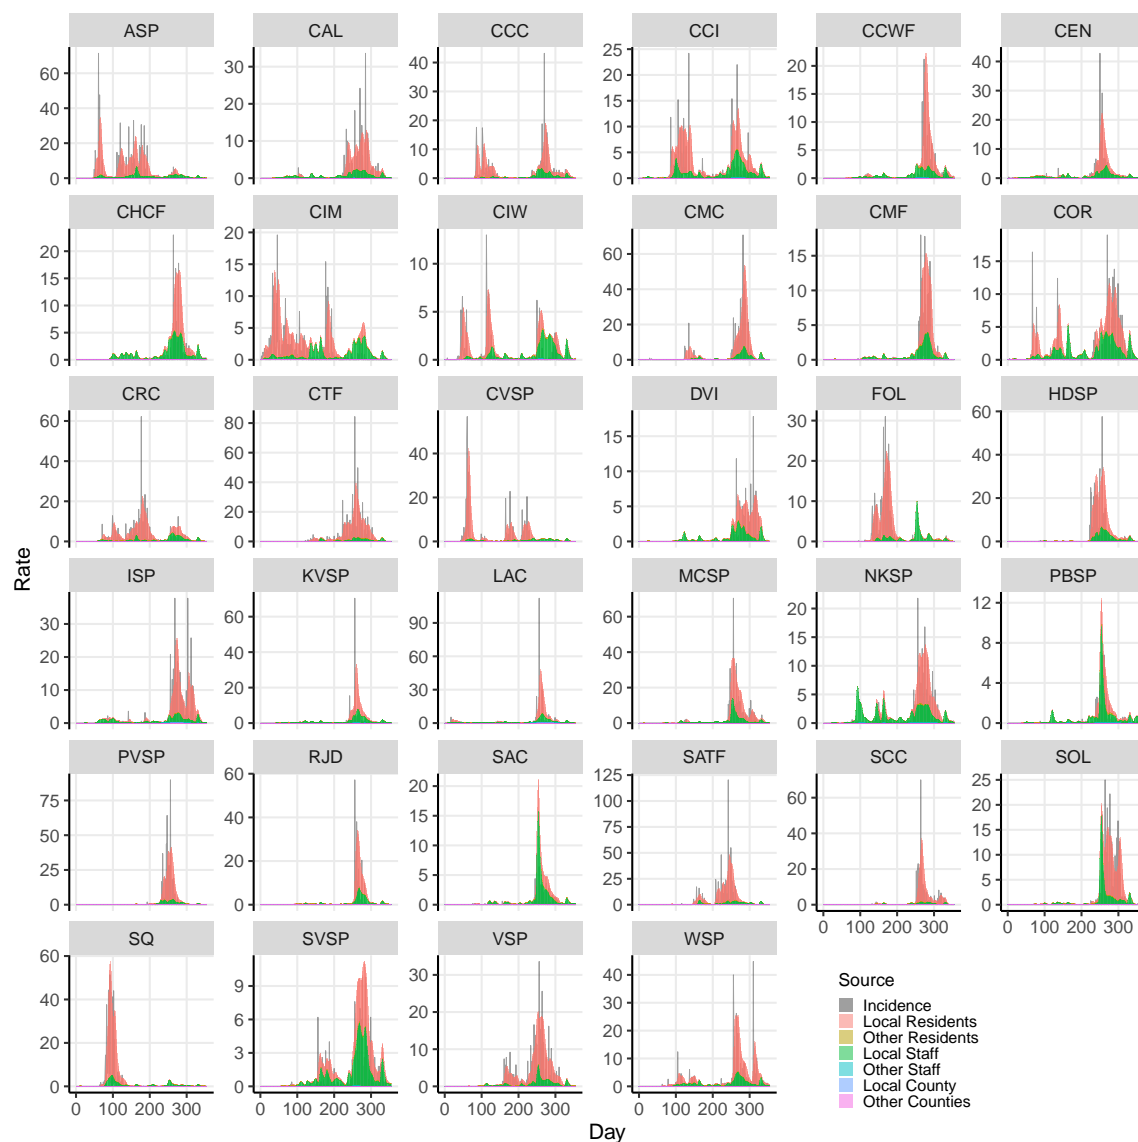 ASP CAL CCC CCI CCWF CEN
60 40 20 0
30 20 10 0
40 30 20 10 0
25 20 15 10 5 0
20 15 10 5 0
40 30 20 10 0
CHCF CIM CIW CMC CMF COR
20 15 10 5 0
20 15 10 5 0
10 5 0
60 40 20 0
15 10 5 0
15 10 5 0
CRC CTF CVSP DVI FOL HDSP
60 40 20 0
80 60 40 20 0
40 20 0
15 10 5 0
30 20 10 0
60 40 20 0
ISP KVSP LAC MCSP NKSP PBSP
30 20 10 0
60 40 20 0
90 60 30 0
60 40 20 0
20 15 10 5 0
12 8 4 0
PVSP RJD SAC SATF SCC SOL
75 50 25 0
60 40 20 0
20 15 10 5 0
125 100 75 50 25 0
60 40 20 0
25 20 15 10 5 0
0 100 200 300
0 100 200 300
SQ SVSP VSP WSP
60 40 20 0
9 6 3 0
30 20 10 0
40 30 20 10 0
0 100 200 300
0 100 200 300
0 100 200 300
0 100 200 300
Rate
Day
Source
Incidence
Local Residents
Other Residents
Local Staff
Other Staff
Local County
Other Counties